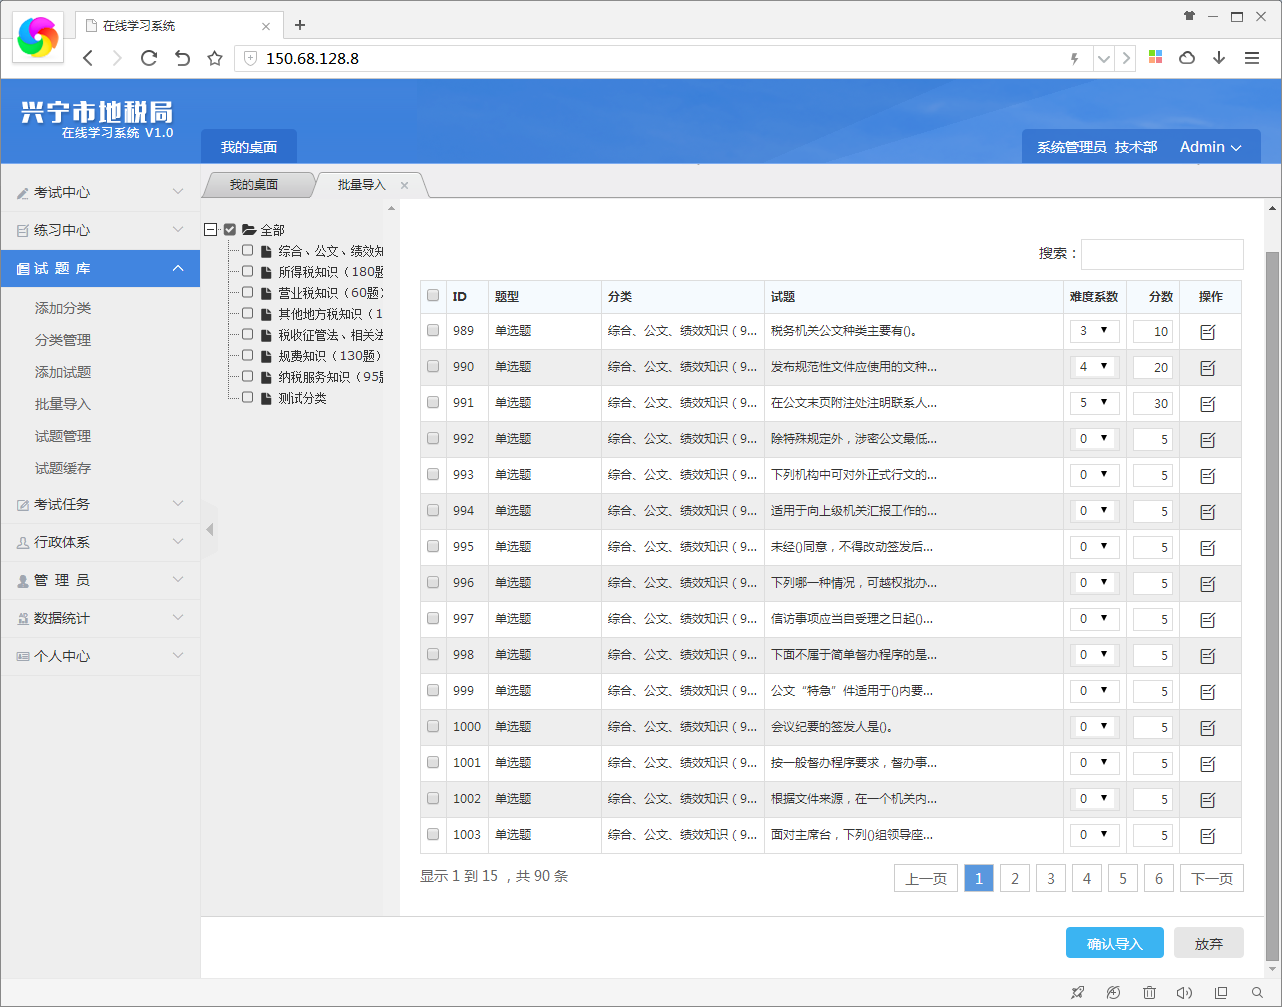 在线学习系统
150.68.128.8
兴宁市地税局
在线学习系统 V1.0
我的桌面
系统管理员 技术部 Admin
我的桌面 批量导入
考试中心
练习中心
试 题 库
添加分类
分类管理
添加试题
批量导入
试题管理
试题缓存
考试任务
行政体系
管 理 员
数据统计
个人中心
全部
综合、公文、绩效知
所得税知识（180题
营业税知识（60题）
其他地方税知识（1
税收征管法、相关法
规费知识（130题）
纳税服务知识（95题
测试分类
搜索：
ID 题型 分类 试题 难度系数 分数 操作
989 单选题 综合、公文、绩效知识（9... 税务机关公文种类主要有()。 3 10
990 单选题 综合、公文、绩效知识（9... 发布规范性文件应使用的文种... 4 20
991 单选题 综合、公文、绩效知识（9... 在公文末页附注处注明联系人... 5 30
992 单选题 综合、公文、绩效知识（9... 除特殊规定外，涉密公文最低... 0 5
993 单选题 综合、公文、绩效知识（9... 下列机构中可对外正式行文的... 0 5
994 单选题 综合、公文、绩效知识（9... 适用于向上级机关汇报工作的... 0 5
995 单选题 综合、公文、绩效知识（9... 未经()同意，不得改动签发后... 0 5
996 单选题 综合、公文、绩效知识（9... 下列哪一种情况，可越权批办... 0 5
997 单选题 综合、公文、绩效知识（9... 信访事项应当自受理之日起()... 0 5
998 单选题 综合、公文、绩效知识（9... 下面不属于简单督办程序的是... 0 5
999 单选题 综合、公文、绩效知识（9... 公文“特急”件适用于()内要... 0 5
1000 单选题 综合、公文、绩效知识（9... 会议纪要的签发人是()。 0 5
1001 单选题 综合、公文、绩效知识（9... 按一般督办程序要求，督办事... 0 5
1002 单选题 综合、公文、绩效知识（9... 根据文件来源，在一个机关内... 0 5
1003 单选题 综合、公文、绩效知识（9... 面对主席台，下列()组领导座... 0 5
显示 1 到 15 ，共 90 条
上一页 1 2 3 4 5 6 下一页
确认导入 放弃